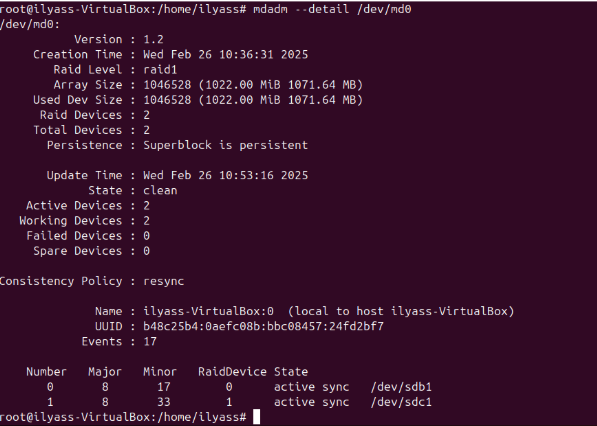 root@ilyass-VirtualBox:/home/ilyass# mdadm --detail /dev/md0
/dev/md0:
Version : 1.2
Creation Time : Wed Feb 26 10:36:31 2025
Raid Level : raid1
Array Size : 1046528 (1022.00 MiB 1071.64 MB)
Used Dev Size : 1046528 (1022.00 MiB 1071.64 MB)
Raid Devices : 2
Total Devices : 2
Persistence : Superblock is persistent
Update Time : Wed Feb 26 10:53:16 2025
State : clean
Active Devices : 2
Working Devices : 2
Failed Devices : 0
Spare Devices : 0
Consistency Policy : resync
Name : ilyass-VirtualBox:0 (local to host ilyass-VirtualBox)
UUID : b48c25b4:0aefc08b:bbc08457:24fd2bf7
Events : 17
Number Major Minor RaidDevice State
0 8 17 0 active sync /dev/sdb1
1 8 33 1 active sync /dev/sdc1
root@ilyass-VirtualBox:/home/ilyass#